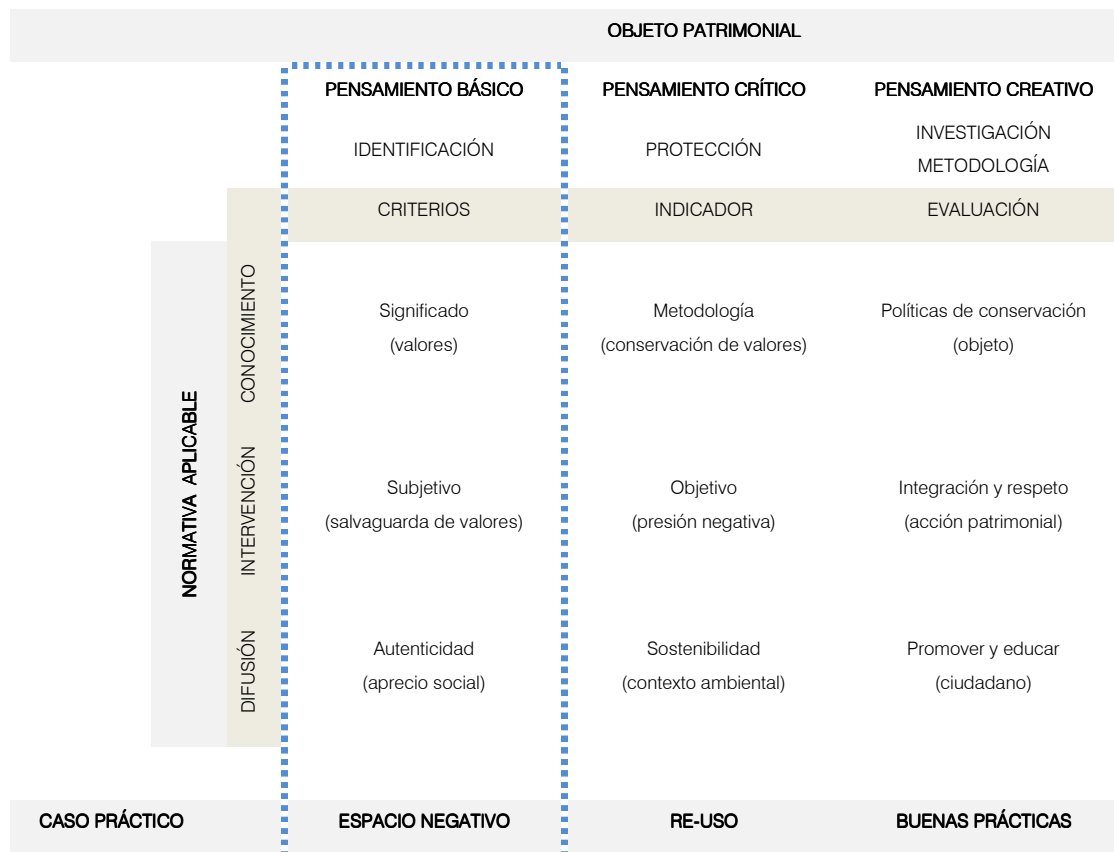 OBJETO PATRIMONIAL
PENSAMIENTO BÁSICO
PENSAMIENTO CRÍTICO
PENSAMIENTO CREATIVO
IDENTIFICACIÓN
PROTECCIÓN
INVESTIGACIÓN
METODOLOGÍA
CRITERIOS
INDICADOR
EVALUACIÓN
NORMATIVA APLICABLE
CONOCIMIENTO
Significado
(valores)
Metodología
(conservación de valores)
Políticas de conservación
(objeto)
INTERVENCIÓN
Subjetivo
(salvaguarda de valores)
Objetivo
(presión negativa)
Integración y respeto
(acción patrimonial)
DIFUSIÓN
Autenticidad
(aprecio social)
Sostenibilidad
(contexto ambiental)
Promover y educar
(ciudadano)
CASO PRÁCTICO
ESPACIO NEGATIVO
RE-USO
BUENAS PRÁCTICAS